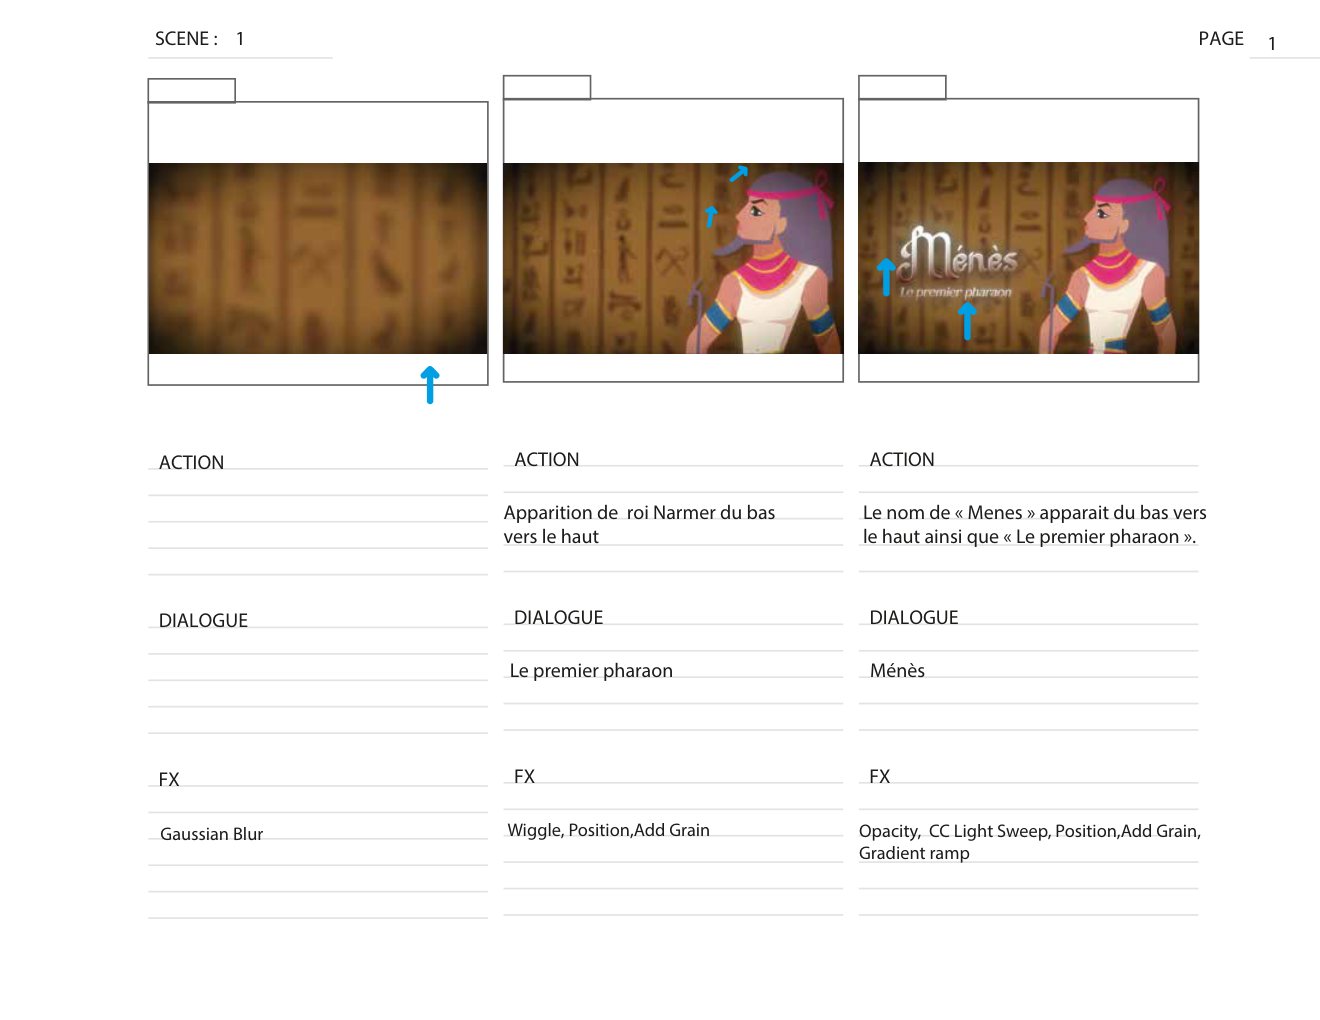 SCENE : 1
PAGE 1
Ménès
Le premier pharaon
ACTION
DIALOGUE
FX
Gaussian Blur
ACTION
Apparition de  roi Narmer du bas
vers le haut
DIALOGUE
Le premier pharaon
FX
Wiggle, Position,Add Grain
ACTION
Le nom de « Menes » apparait du bas vers
le haut ainsi que « Le premier pharaon ».
DIALOGUE
Ménès
FX
Opacity,  CC Light Sweep, Position,Add Grain,
Gradient ramp